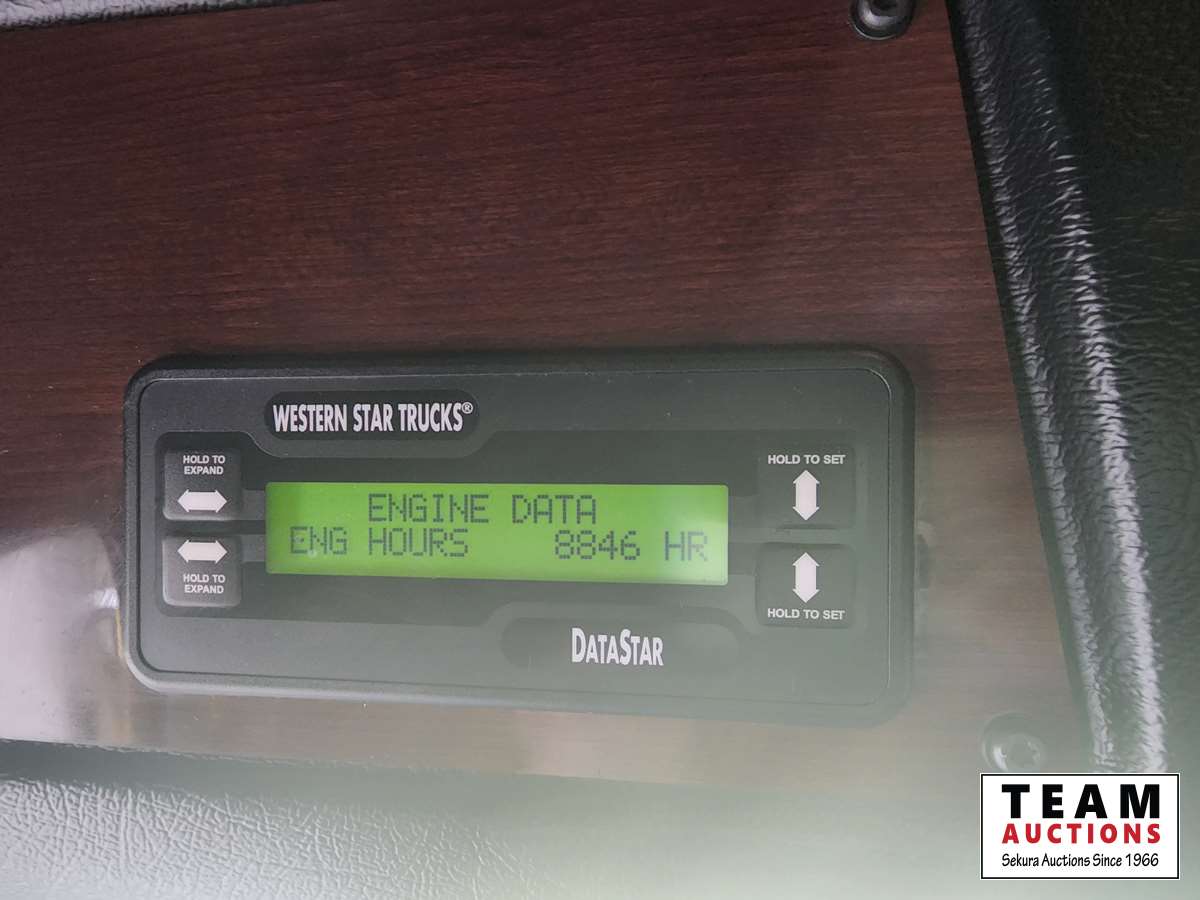 WESTERN STAR TRUCKS®
HOLD TO
EXPAND
HOLD TO SET
ENGINE DATA
ENG HOURS 8846 HR
HOLD TO
EXPAND
HOLD TO SET
DATASTAR
TEAM
AUCTIONS
Sekura Auctions Since 1966